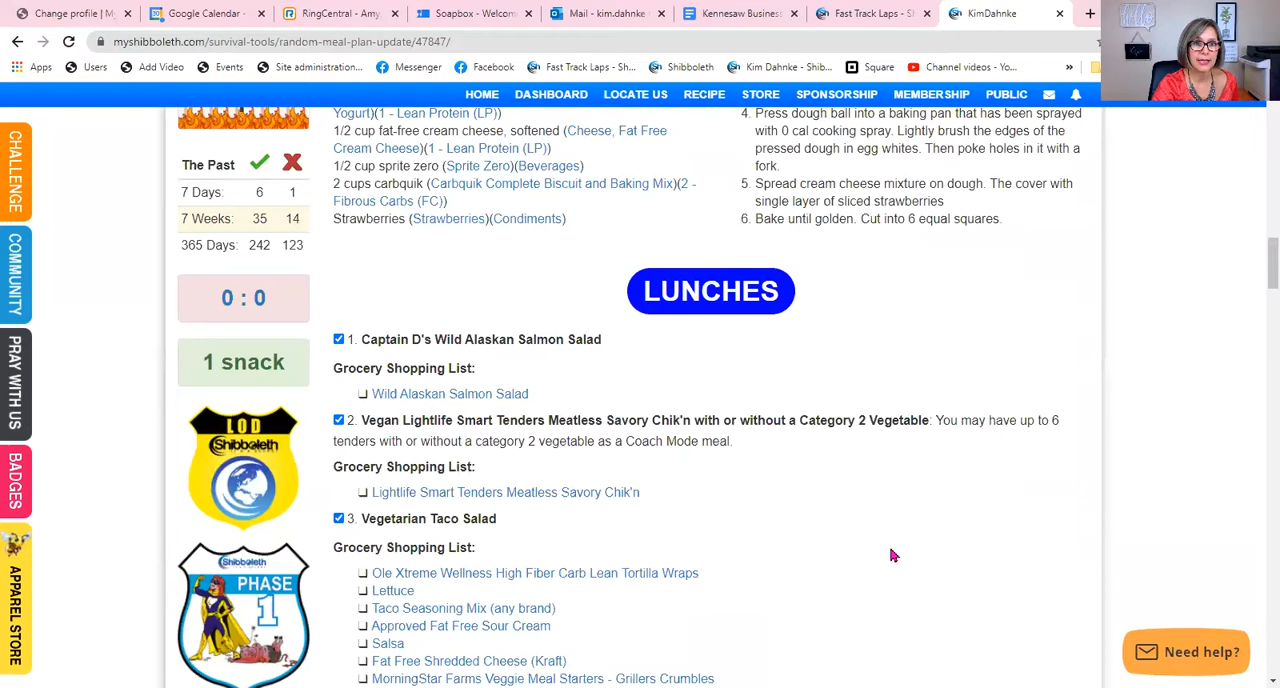 Change profile | M
Google Calendar -
RingCentral - Amy,
Soapbox - Welcom
Mail - kim.dahnke
Kennesaw Business
Fast Track Laps - Sh
KimDahnke
myshibboleth.com/survival-tools/random-meal-plan-update/47847/
Apps
Users
Add Video
Events
Site administration...
Messenger
Facebook
Fast Track Laps - Sh...
Shibboleth
Kim Dahnke - Shib...
Square
Channel videos - Yo...
»
HOME DASHBOARD LOCATE US RECIPE STORE SPONSORSHIP MEMBERSHIP PUBLIC
CHALLENGE
COMMUNITY
PRAY WITH US
BADGES
APPAREL STORE
The Past
7 Days: 6 1
7 Weeks: 35 14
365 Days: 242 123
0 : 0
1 snack
LOD
Shibboleth
Shibboleth
PHASE
1
Yogurt)(1 - Lean Protein (LP))
1/2 cup fat-free cream cheese, softened (Cheese, Fat Free
Cream Cheese)(1 - Lean Protein (LP))
1/2 cup sprite zero (Sprite Zero)(Beverages)
2 cups carbquik (Carbquik Complete Biscuit and Baking Mix)(2 -
Fibrous Carbs (FC))
Strawberries (Strawberries)(Condiments)
4. Press dough ball into a baking pan that has been sprayed
with 0 cal cooking spray. Lightly brush the edges of the
pressed dough in egg whites. Then poke holes in it with a
fork.
5. Spread cream cheese mixture on dough. The cover with
single layer of sliced strawberries
6. Bake until golden. Cut into 6 equal squares.
LUNCHES
1. Captain D's Wild Alaskan Salmon Salad
Grocery Shopping List:
❑ Wild Alaskan Salmon Salad
2. Vegan Lightlife Smart Tenders Meatless Savory Chik'n with or without a Category 2 Vegetable: You may have up to 6
tenders with or without a category 2 vegetable as a Coach Mode meal.
Grocery Shopping List:
❑ Lightlife Smart Tenders Meatless Savory Chik'n
3. Vegetarian Taco Salad
Grocery Shopping List:
❑ Ole Xtreme Wellness High Fiber Carb Lean Tortilla Wraps
❑ Lettuce
❑ Taco Seasoning Mix (any brand)
❑ Approved Fat Free Sour Cream
❑ Salsa
❑ Fat Free Shredded Cheese (Kraft)
❑ MorningStar Farms Veggie Meal Starters - Grillers Crumbles
Need help?